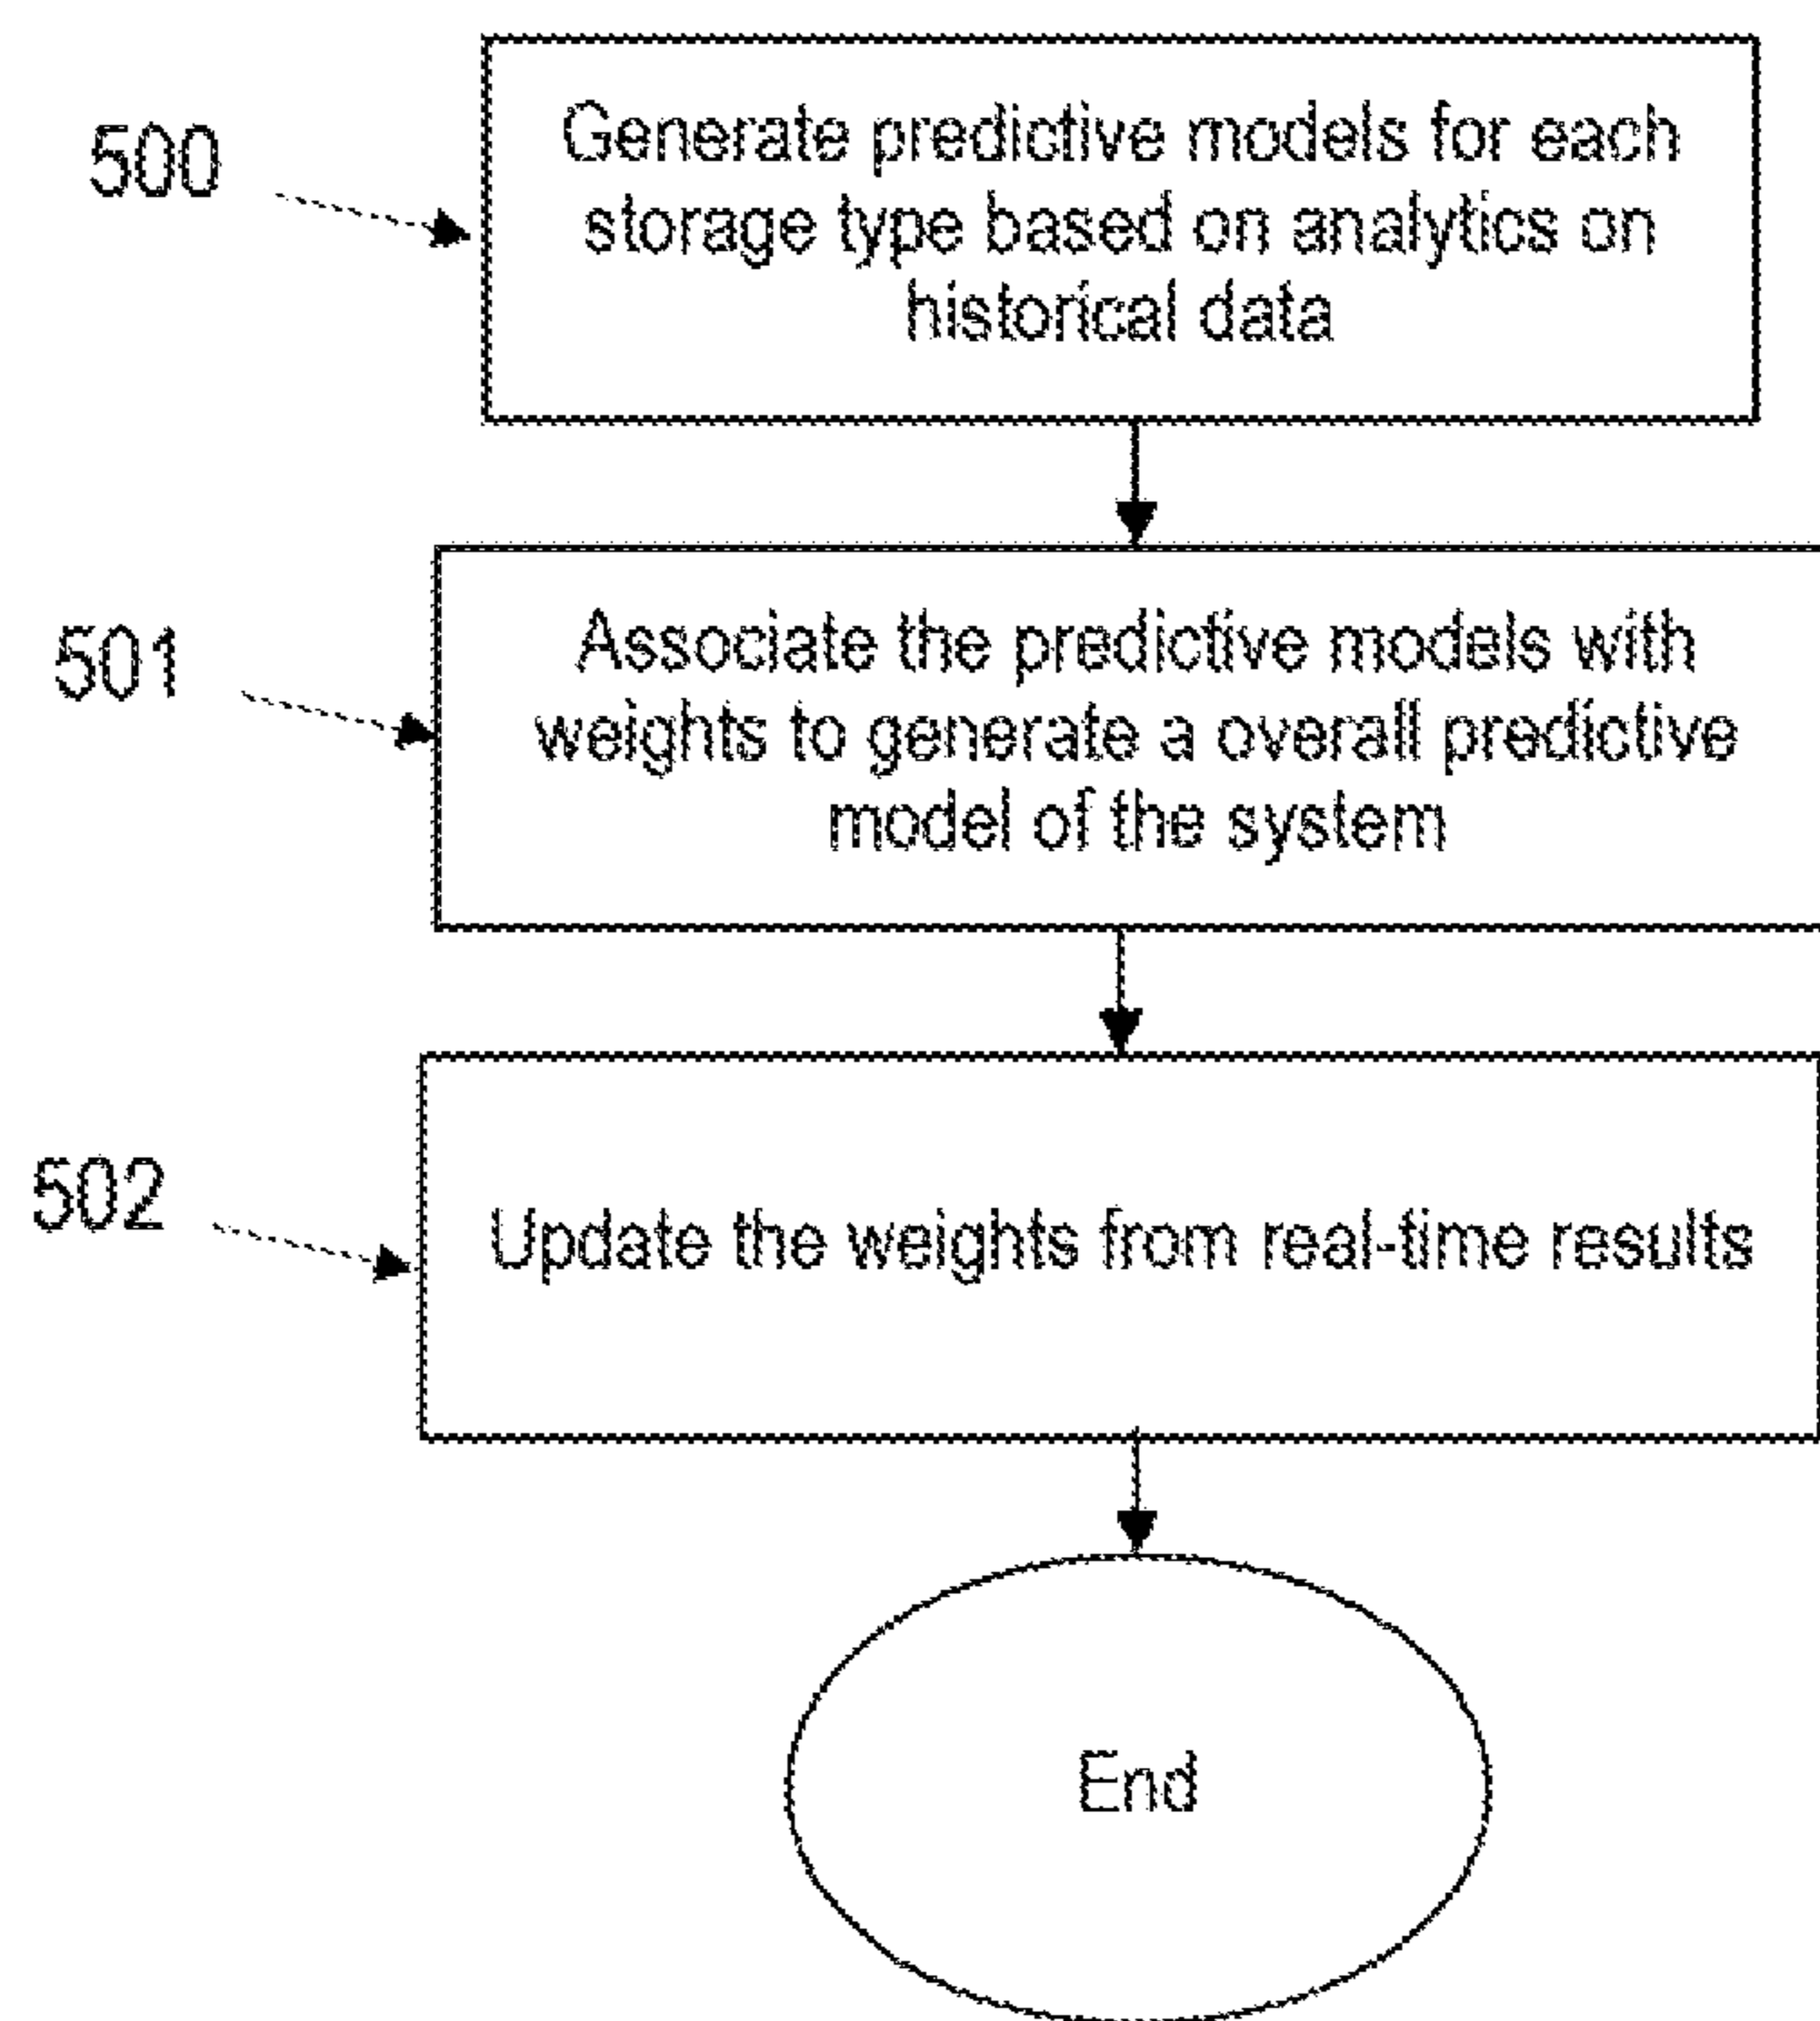 500
Generate predictive models for each
storage type based on analytics on
historical data
501
Associate the predictive models with
weights to generate a overall predictive
model of the system
502
Update the weights from real-time results
End